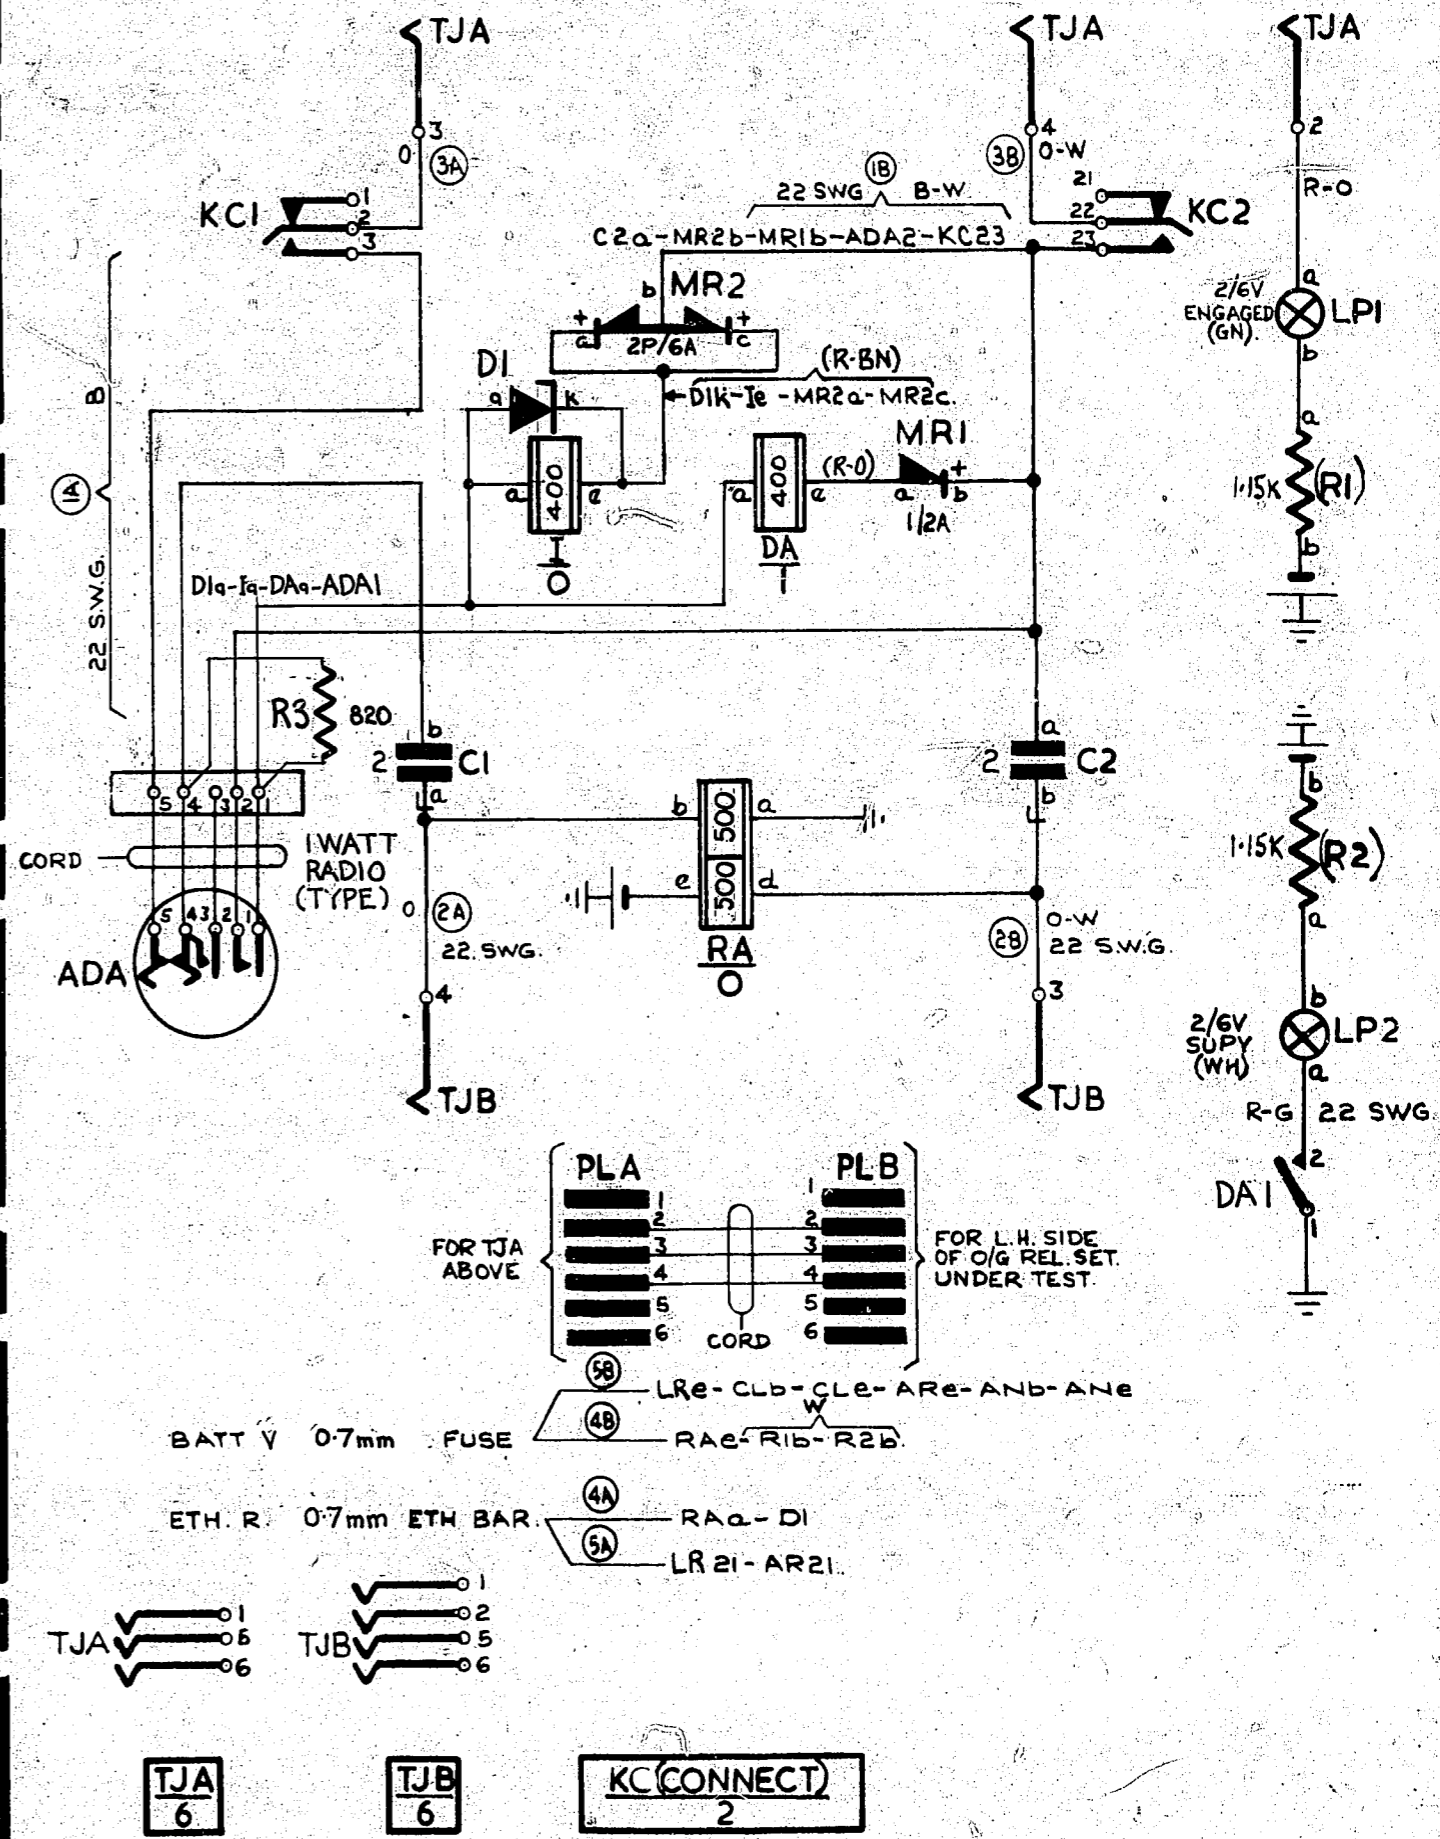 TJA
TJA
TJA
3
4
2
O
3A
3B
O-W
R-O
1B
22 SWG B-W
C2a-MR2b-MR1b-ADA2-KC23
KC1
1
2
3
21
22
23
KC2
b MR2
+ +
a c
2P/6A
2/6V
ENGAGED
(GN).
a
LP1
b
D1
a k
(R-BN)
D1k-Ie-MR2a-MR2c.
B
1A
22 S.W.G.
a 400 e
I
O
a 400 e
DA
1
(R-O)
MR1
a + b
1/2A
a
1·15K (R1)
b
D1a-Ia-DAa-ADA1
R3 820
b
2 C1
a
a
2 C2
b
5 4 3 2 1
CORD
1 WATT
RADIO
(TYPE)
5 4 3 2 1
ADA
b 500 a
e 500 d
RA
O
O 2A
22. SWG.
4
TJB
2B
O-W
22 S.W.G.
3
TJB
b
1·15K (R2)
a
b
2/6V
SUPY
(WH)
LP2
a
R-G 22 SWG
2
DA1
1
PLA PLB
1 1
2 2
3 3
4 4
5 5
6 6
FOR TJA
ABOVE
CORD
FOR L.H. SIDE
OF O/G REL. SET.
UNDER TEST.
5B
LRe-CLb-CLe-ARe-ANb-ANe
W
4B
BATT V 0·7mm FUSE
RAe-R1b-R2b.
4A
ETH. R. 0·7mm ETH BAR.
RAa-D1
5A
LR21-AR21.
TJA
1
5
6
TJB
1
2
5
6
TJA
6
TJB
6
KC (CONNECT)
2